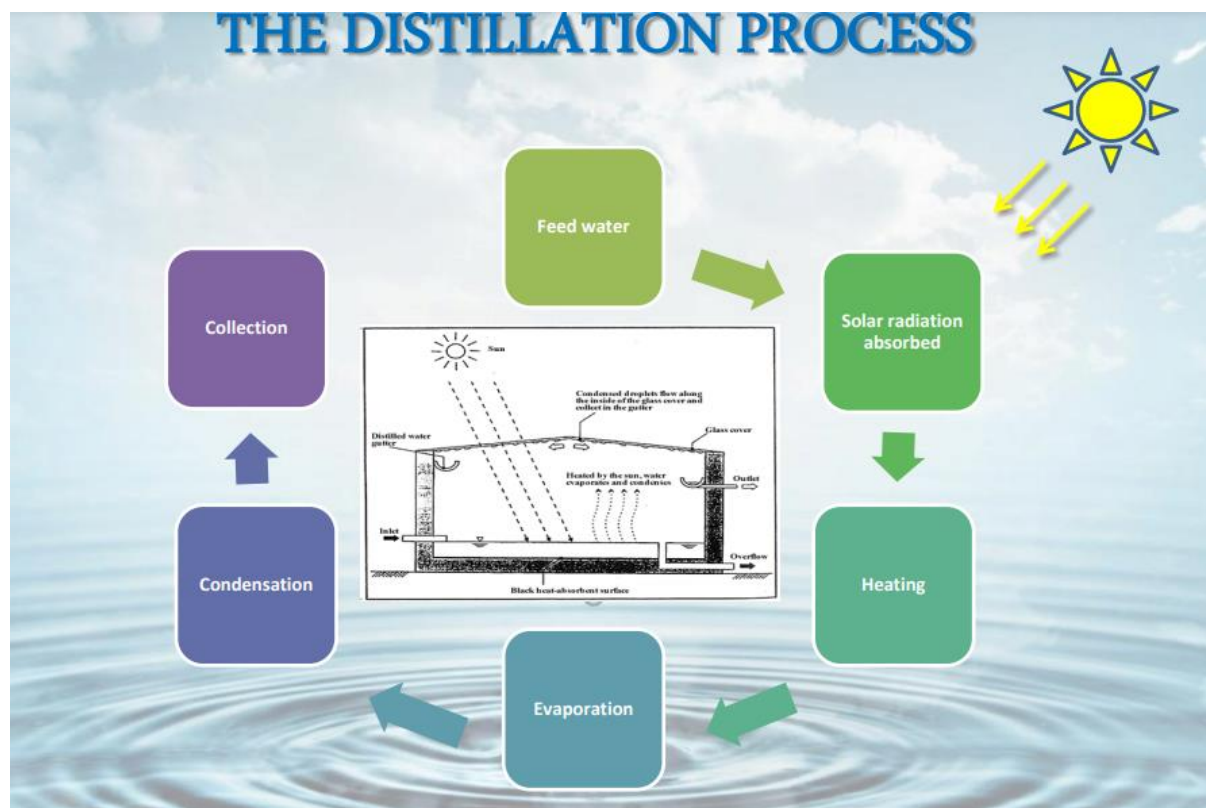 THE DISTILLATION PROCESS
Feed water
Solar radiation
absorbed
Heating
Evaporation
Condensation
Collection
Sun
Condensed droplets flow along
the inside of the glass cover and
collect in the gutter
Distilled water
gutter
Glass cover
Heated by the sun, water
evaporates and condenses
Outlet
Inlet
Overflow
Black heat-absorbent surface